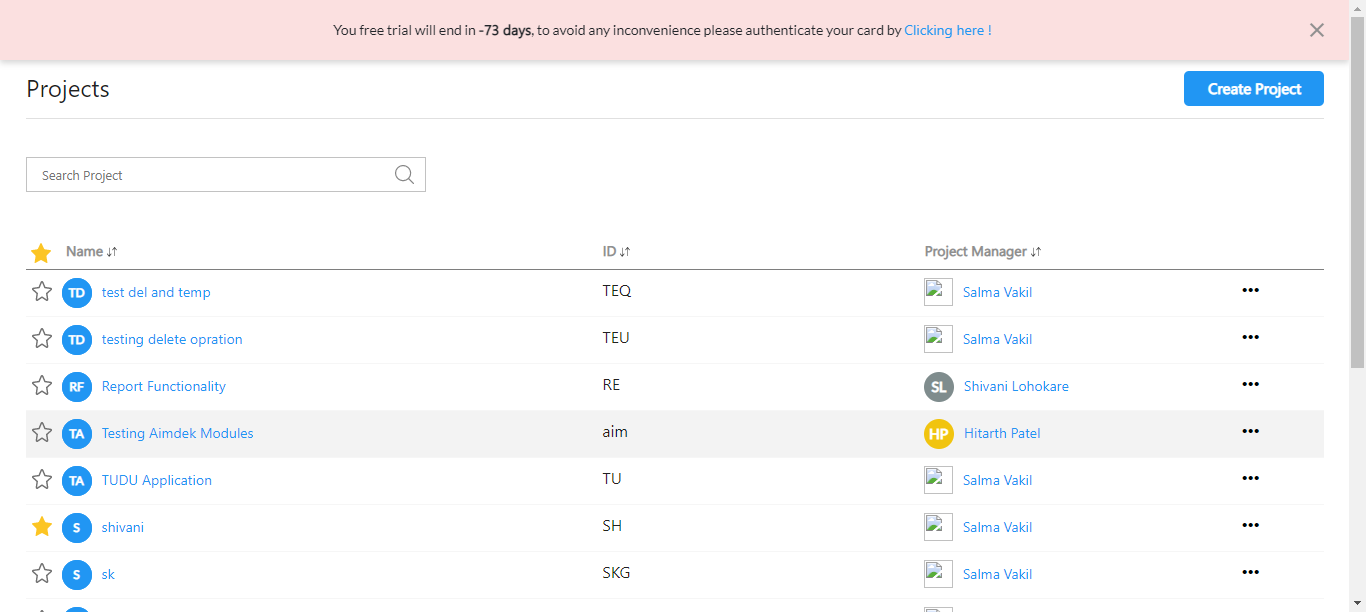 You free trial will end in -73 days, to avoid any inconvenience please authenticate your card by Clicking here !
Projects
Create Project
Search Project
Name ID Project Manager
TD test del and temp TEQ Salma Vakil
TD testing delete opration TEU Salma Vakil
RF Report Functionality RE SL Shivani Lohokare
TA Testing Aimdek Modules aim HP Hitarth Patel
TA TUDU Application TU Salma Vakil
S shivani SH Salma Vakil
S sk SKG Salma Vakil